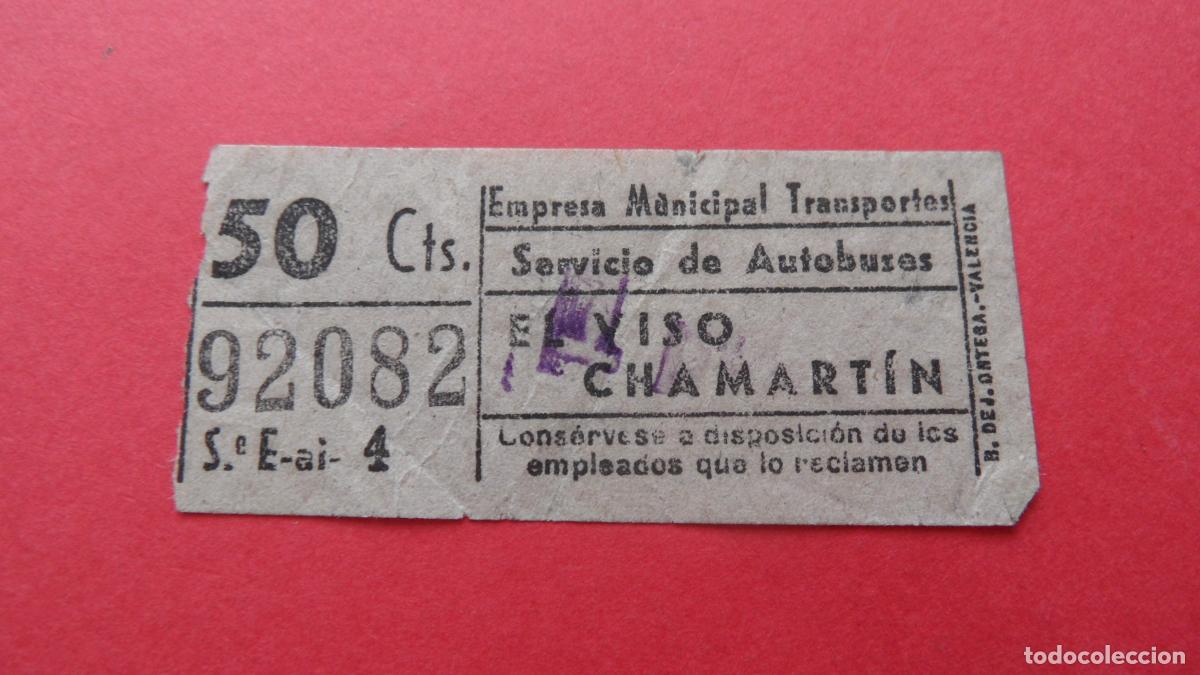 50 Cts.
92082
S.e E-ai- 4
Empresa Municipal Transportes
Servicio de Autobuses
EL VISO
CHAMARTÍN
Consérvese a disposición de los
empleados que lo reclamen
B. DE J. ORTEGA.-VALENCIA
todocoleccion